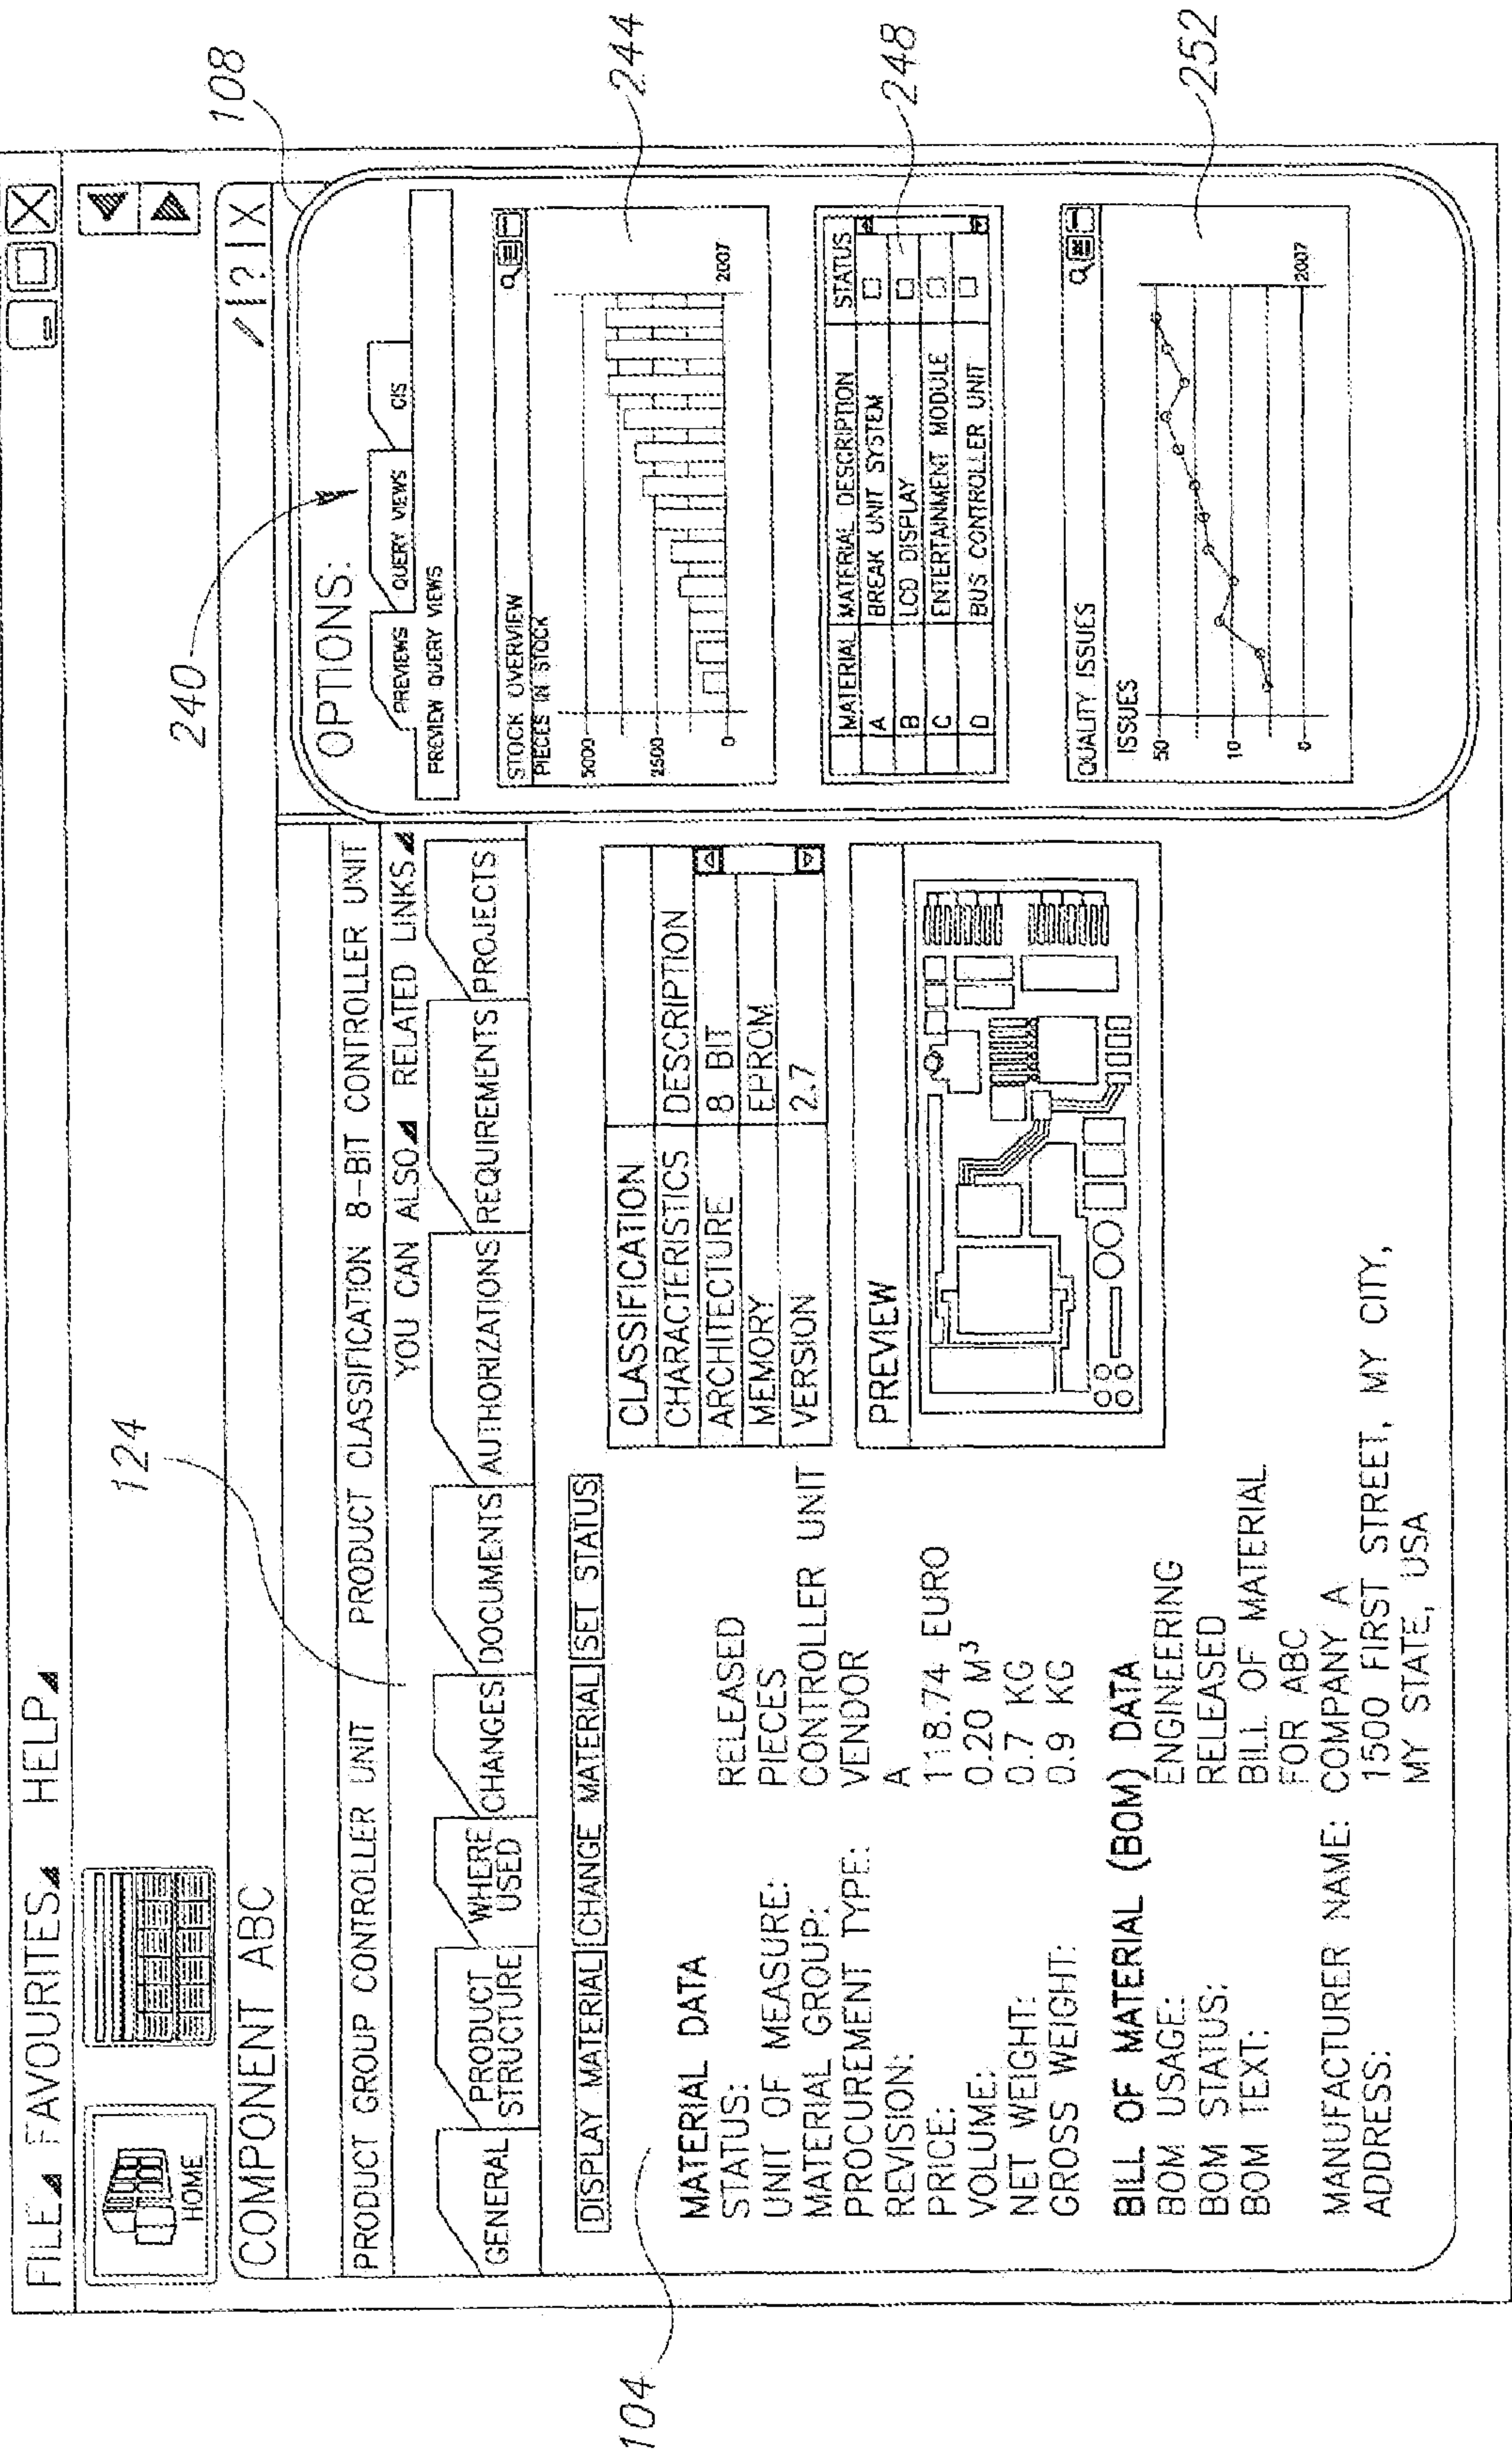 FILE FAVOURITES HELP
HOME
? X
COMPONENT ABC
PRODUCT GROUP CONTROLLER UNIT PRODUCT CLASSIFICATION 8-BIT CONTROLLER UNIT
YOU CAN ALSO RELATED LINKS
GENERAL
PRODUCT STRUCTURE
WHERE USED
CHANGES
DOCUMENTS
AUTHORIZATIONS
REQUIREMENTS
PROJECTS
DISPLAY MATERIAL CHANGE MATERIAL SET STATUS
MATERIAL DATA
STATUS: RELEASED
UNIT OF MEASURE: PIECES
MATERIAL GROUP: CONTROLLER UNIT
PROCUREMENT TYPE: VENDOR
REVISION: A
PRICE: 118.74 EURO
VOLUME: 0.20 M³
NET WEIGHT: 0.7 KG
GROSS WEIGHT: 0.9 KG
BILL OF MATERIAL (BOM) DATA
BOM USAGE: ENGINEERING
BOM STATUS: RELEASED
BOM TEXT: BILL OF MATERIAL
FOR ABC
MANUFACTURER NAME: COMPANY A
ADDRESS: 1500 FIRST STREET, MY CITY,
MY STATE, USA
CLASSIFICATION
CHARACTERISTICS DESCRIPTION
ARCHITECTURE 8 BIT
MEMORY EPROM
VERSION 2.7
PREVIEW
OPTIONS:
PREVIEWS QUERY VIEWS CIS
PREVIEW QUERY VIEWS
STOCK OVERVIEW
PIECES IN STOCK
5000
2500
0
2007
MATERIAL MATERIAL DESCRIPTION STATUS
A BREAK UNIT SYSTEM
B LCD DISPLAY
C ENTERTAINMENT MODULE
D BUS CONTROLLER UNIT
QUALITY ISSUES
ISSUES
50
10
0
2007
104
124
240
108
244
248
252